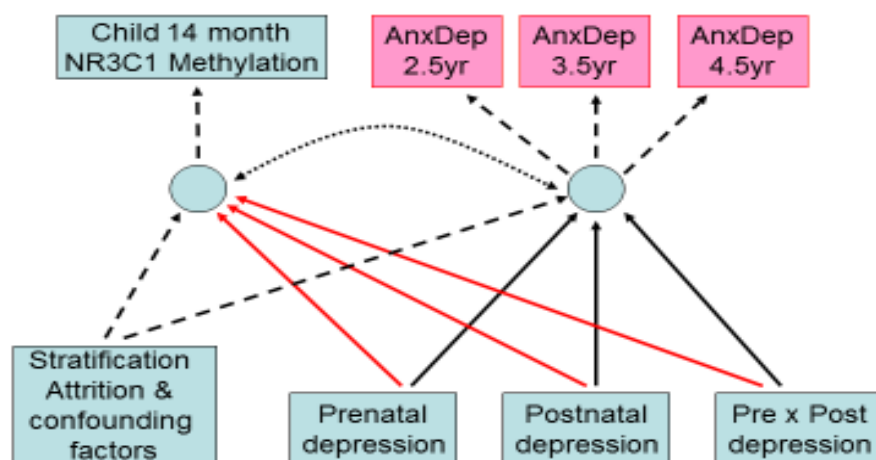 Child 14 month
NR3C1 Methylation
AnxDep
2.5yr
AnxDep
3.5yr
AnxDep
4.5yr
Stratification
Attrition &
confounding
factors
Prenatal
depression
Postnatal
depression
Pre x Post
depression